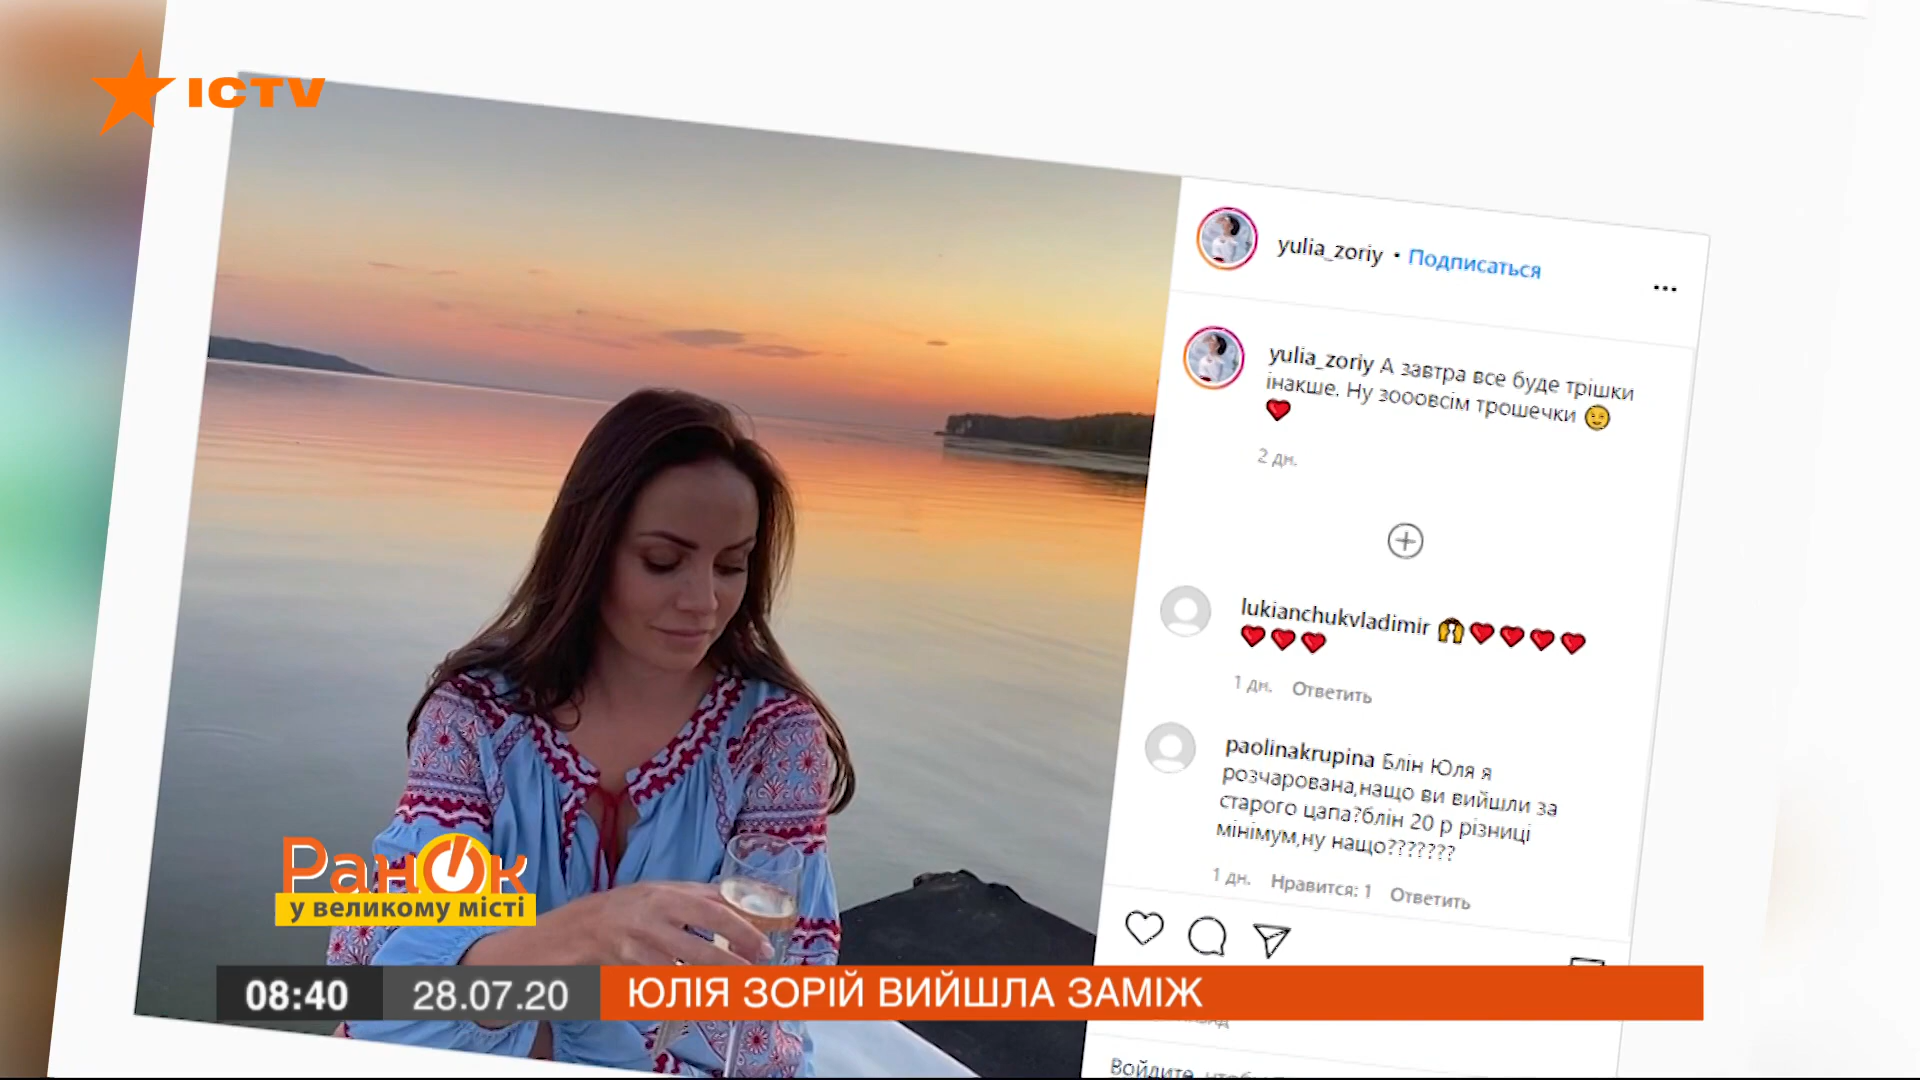 ICTV
yulia_zoriy • Подписаться
yulia_zoriy А завтра все буде трішки
інакше. Ну зооовсім трошечки
2 дн.
lukianchukvladimir
1 дн. Ответить
paolinakrupina Блін Юля я
розчарована,нащо ви вийшли за
старого цапа?блін 20 р різниці
мінімум,ну нащо???????
1 дн. Нравится: 1 Ответить
Ранок
у великому місті
08:40 28.07.20 ЮЛІЯ ЗОРІЙ ВИЙШЛА ЗАМІЖ
Войдите,